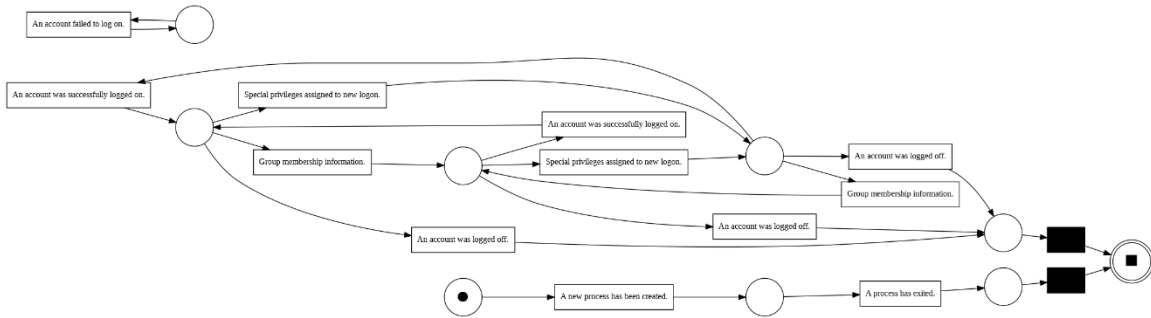 An account failed to log on.
An account was successfully logged on.
Special privileges assigned to new logon.
An account was successfully logged on.
Group membership information.
Special privileges assigned to new logon.
An account was logged off.
Group membership information.
An account was logged off.
An account was logged off.
A new process has been created.
A process has exited.